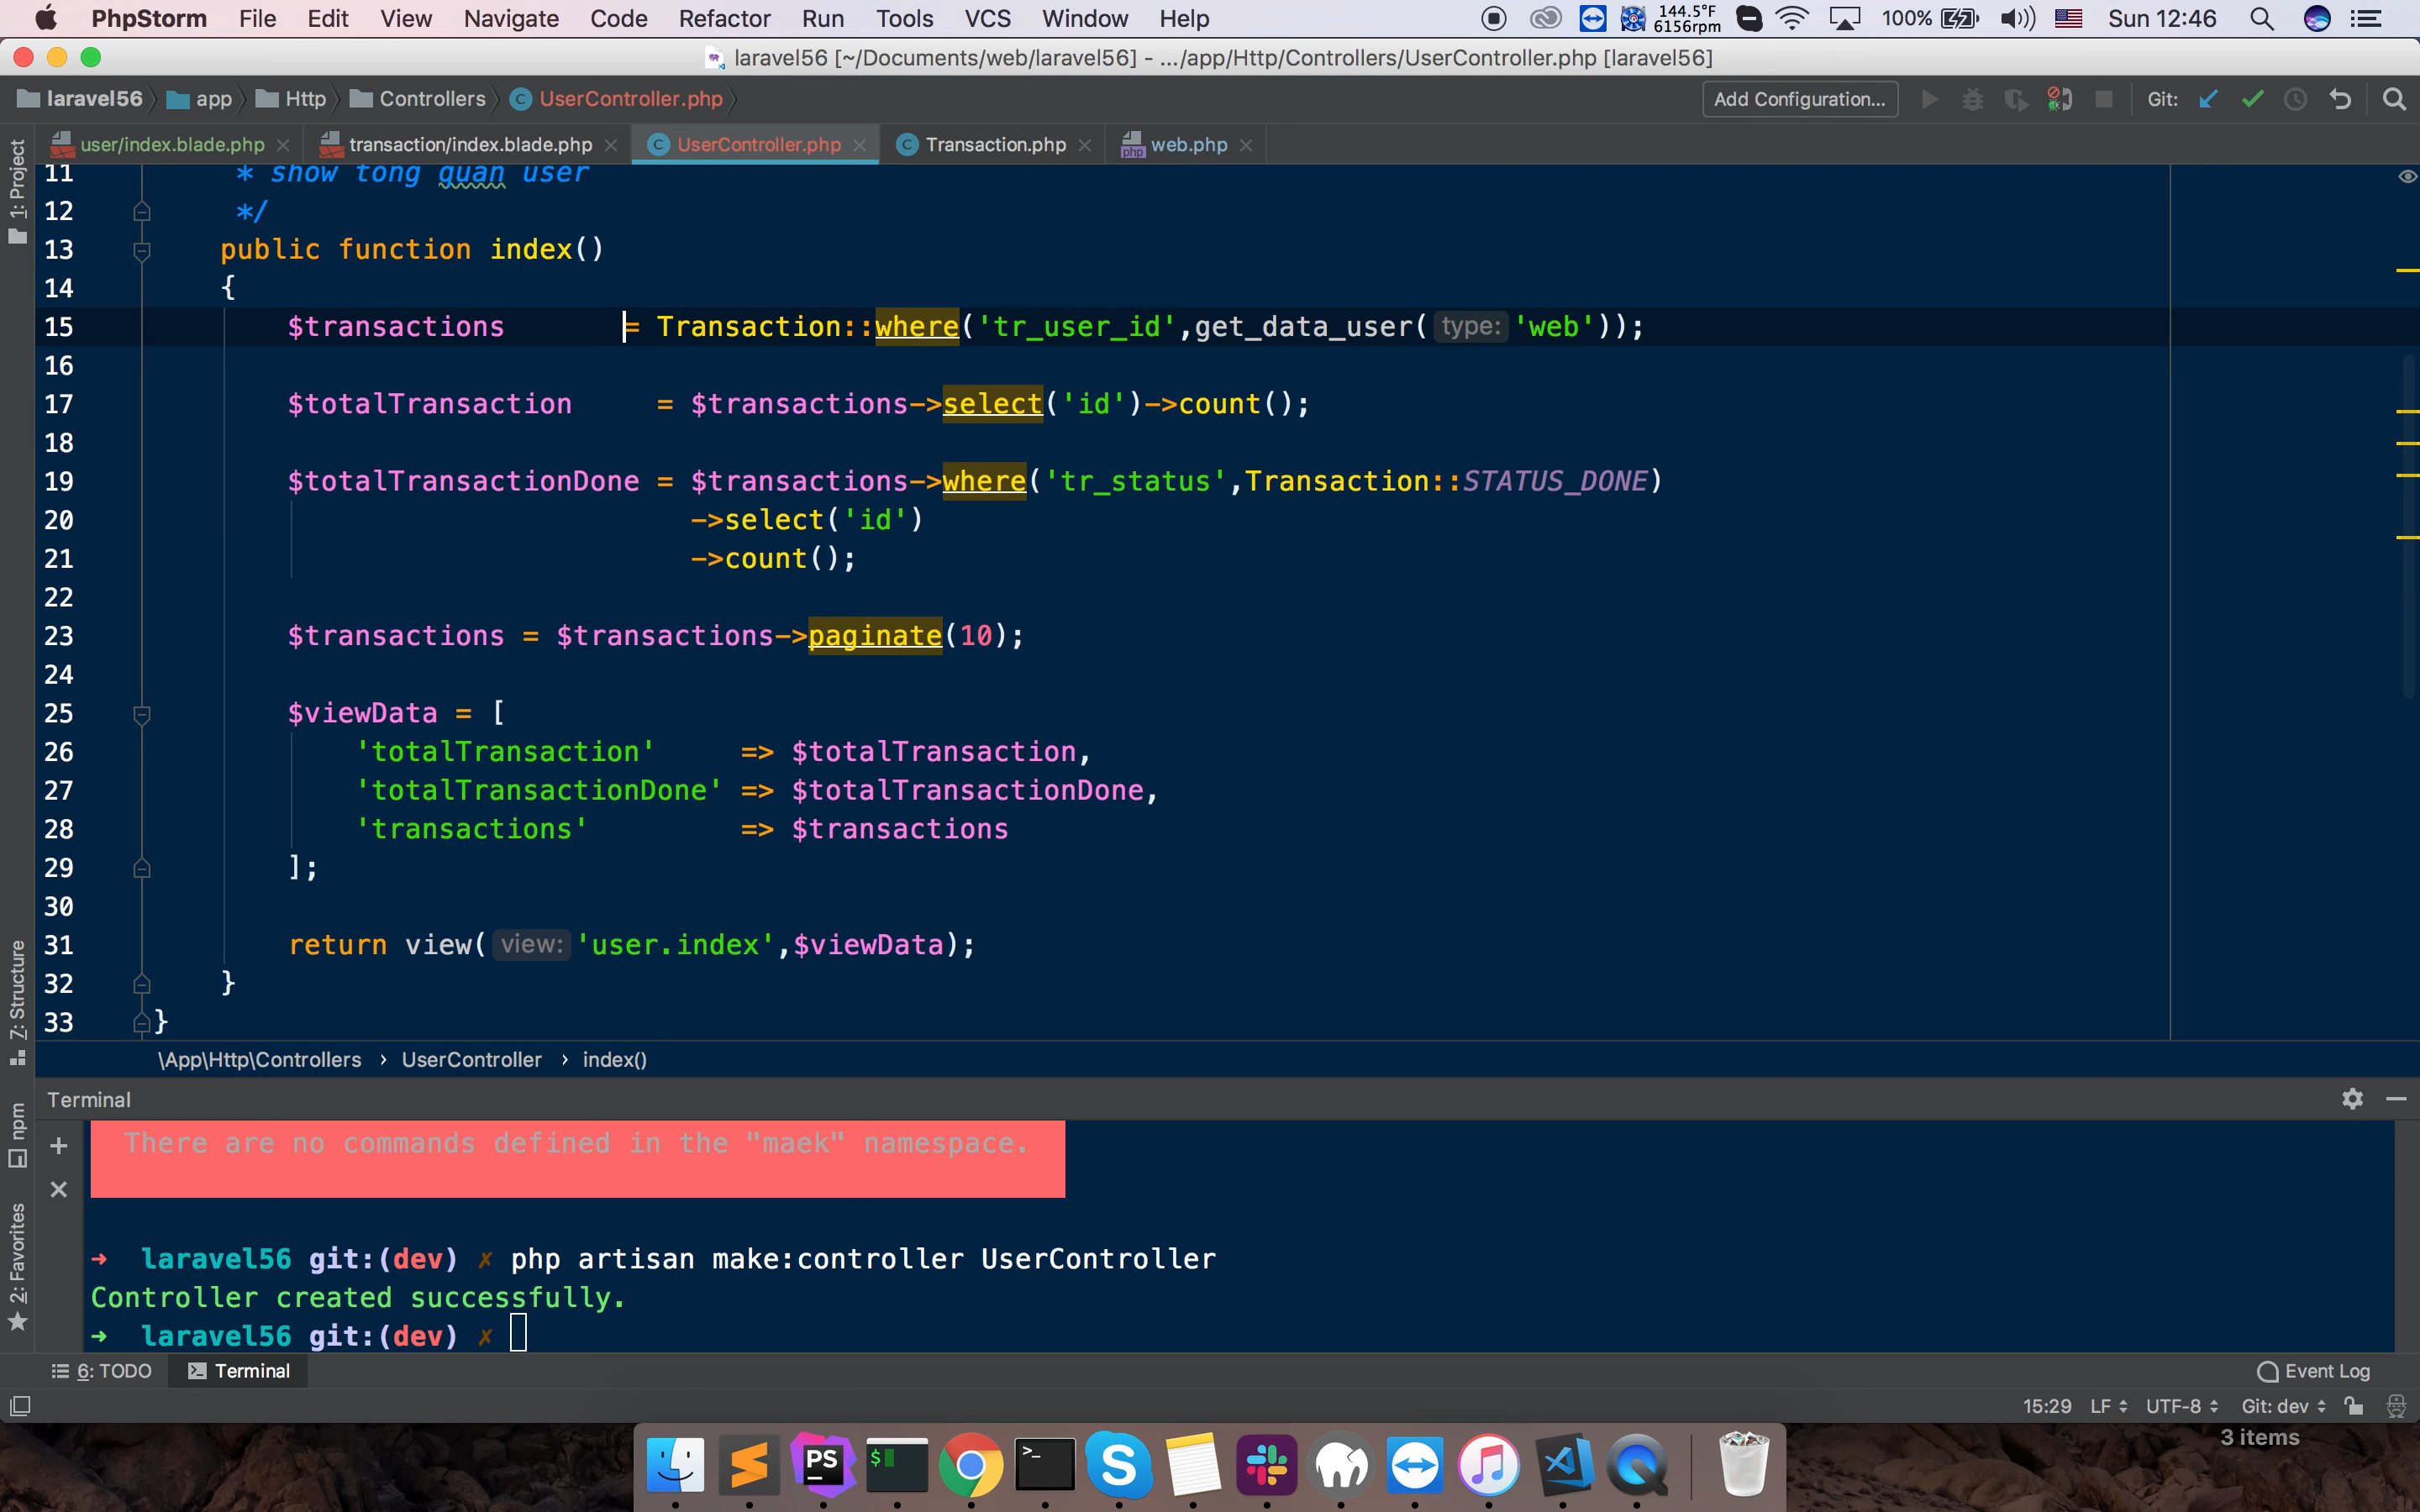 PhpStorm File Edit View Navigate Code Refactor Run Tools VCS Window Help 144.5°F 6156rpm 100% Sun 12:46
laravel56 [~/Documents/web/laravel56] - .../app/Http/Controllers/UserController.php [laravel56]
laravel56 app Http Controllers UserController.php Add Configuration... Git:
user/index.blade.php transaction/index.blade.php UserController.php Transaction.php web.php
1: Project
7: Structure
npm
2: Favorites
11 * show tong quan user
12 */
13 public function index()
14 {
15 $transactions = Transaction::where('tr_user_id',get_data_user( type: 'web'));
16
17 $totalTransaction = $transactions->select('id')->count();
18
19 $totalTransactionDone = $transactions->where('tr_status',Transaction::STATUS_DONE)
20 ->select('id')
21 ->count();
22
23 $transactions = $transactions->paginate(10);
24
25 $viewData = [
26 'totalTransaction' => $totalTransaction,
27 'totalTransactionDone' => $totalTransactionDone,
28 'transactions' => $transactions
29 ];
30
31 return view( view: 'user.index',$viewData);
32 }
33 }
\App\Http\Controllers › UserController › index()
Terminal
There are no commands defined in the "maek" namespace.
➜ laravel56 git:(dev) ✗ php artisan make:controller UserController
Controller created successfully.
➜ laravel56 git:(dev) ✗
6: TODO Terminal Event Log
15:29 LF UTF-8 Git: dev
3 items
PS